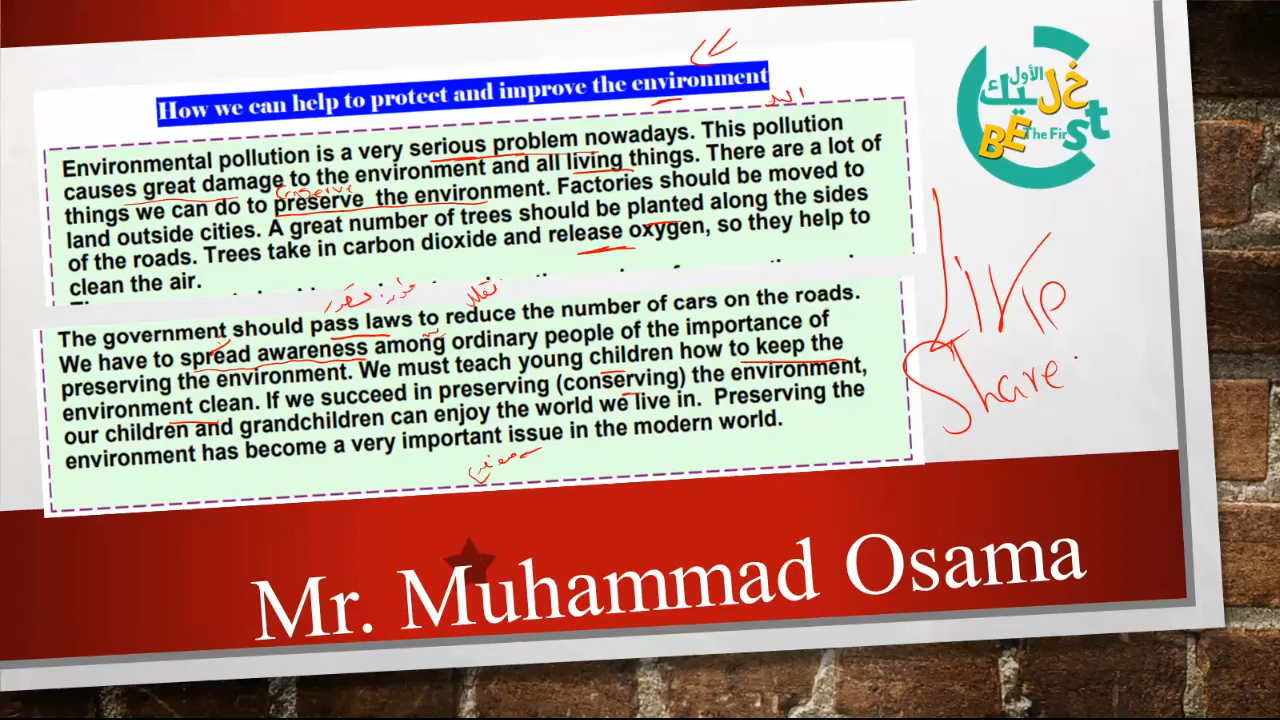 How we can help to protect and improve the environment
Environmental pollution is a very serious problem nowadays. This pollution
causes great damage to the environment and all living things. There are a lot of
things we can do to preserve the environment. Factories should be moved to
land outside cities. A great number of trees should be planted along the sides
of the roads. Trees take in carbon dioxide and release oxygen, so they help to
clean the air.
The government should pass laws to reduce the number of cars on the roads.
We have to spread awareness among ordinary people of the importance of
preserving the environment. We must teach young children how to keep the
environment clean. If we succeed in preserving (conserving) the environment,
our children and grandchildren can enjoy the world we live in. Preserving the
environment has become a very important issue in the modern world.
خليك الأول
BE The First
Share
Mr. Muhammad Osama